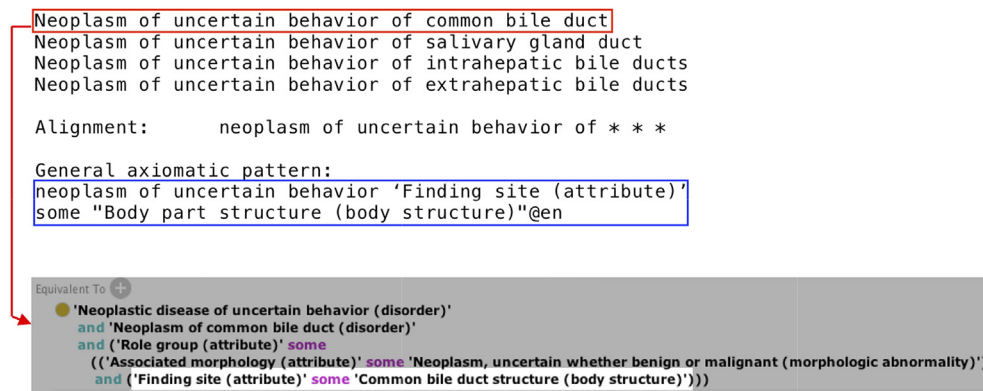 Neoplasm of uncertain behavior of common bile duct
Neoplasm of uncertain behavior of salivary gland duct
Neoplasm of uncertain behavior of intrahepatic bile ducts
Neoplasm of uncertain behavior of extrahepatic bile ducts
Alignment: neoplasm of uncertain behavior of * * *
General axiomatic pattern:
neoplasm of uncertain behavior ‘Finding site (attribute)’
some "Body part structure (body structure)"@en
Equivalent To
'Neoplastic disease of uncertain behavior (disorder)'
and 'Neoplasm of common bile duct (disorder)'
and ('Role group (attribute)' some
(('Associated morphology (attribute)' some 'Neoplasm, uncertain whether benign or malignant (morphologic abnormality)')
and ('Finding site (attribute)' some 'Common bile duct structure (body structure)')))